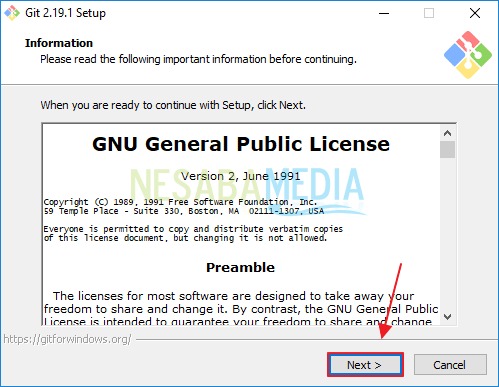 Git 2.19.1 Setup
Information
Please read the following important information before continuing.
When you are ready to continue with Setup, click Next.
GNU General Public License
Version 2, June 1991
NESABAMEDIA
Copyright (C) 1989, 1991 Free Software Foundation, Inc.
59 Temple Place - Suite 330, Boston, MA  02111-1307, USA
Everyone is permitted to copy and distribute verbatim copies
of this license document, but changing it is not allowed.
Preamble
The licenses for most software are designed to take away your
freedom to share and change it. By contrast, the GNU General Public
License is intended to guarantee your freedom to share and change
https://gitforwindows.org/
Next >
Cancel